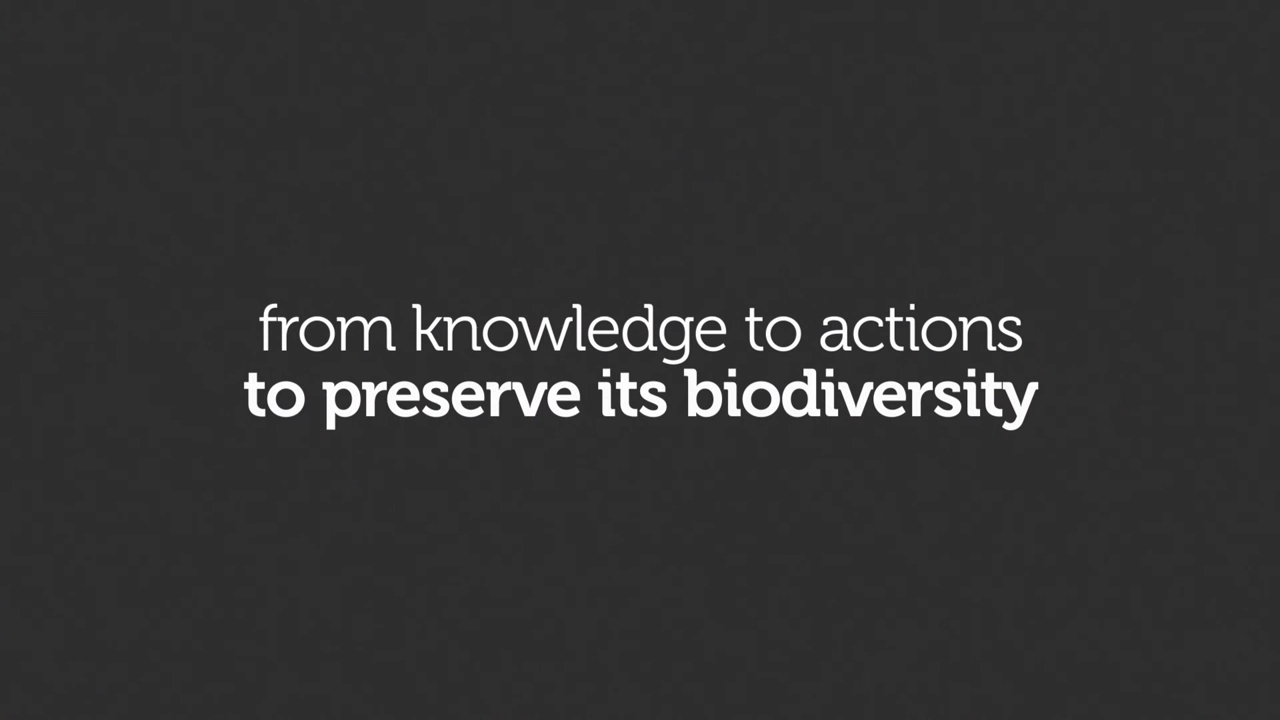 from knowledge to actions
to preserve its biodiversity